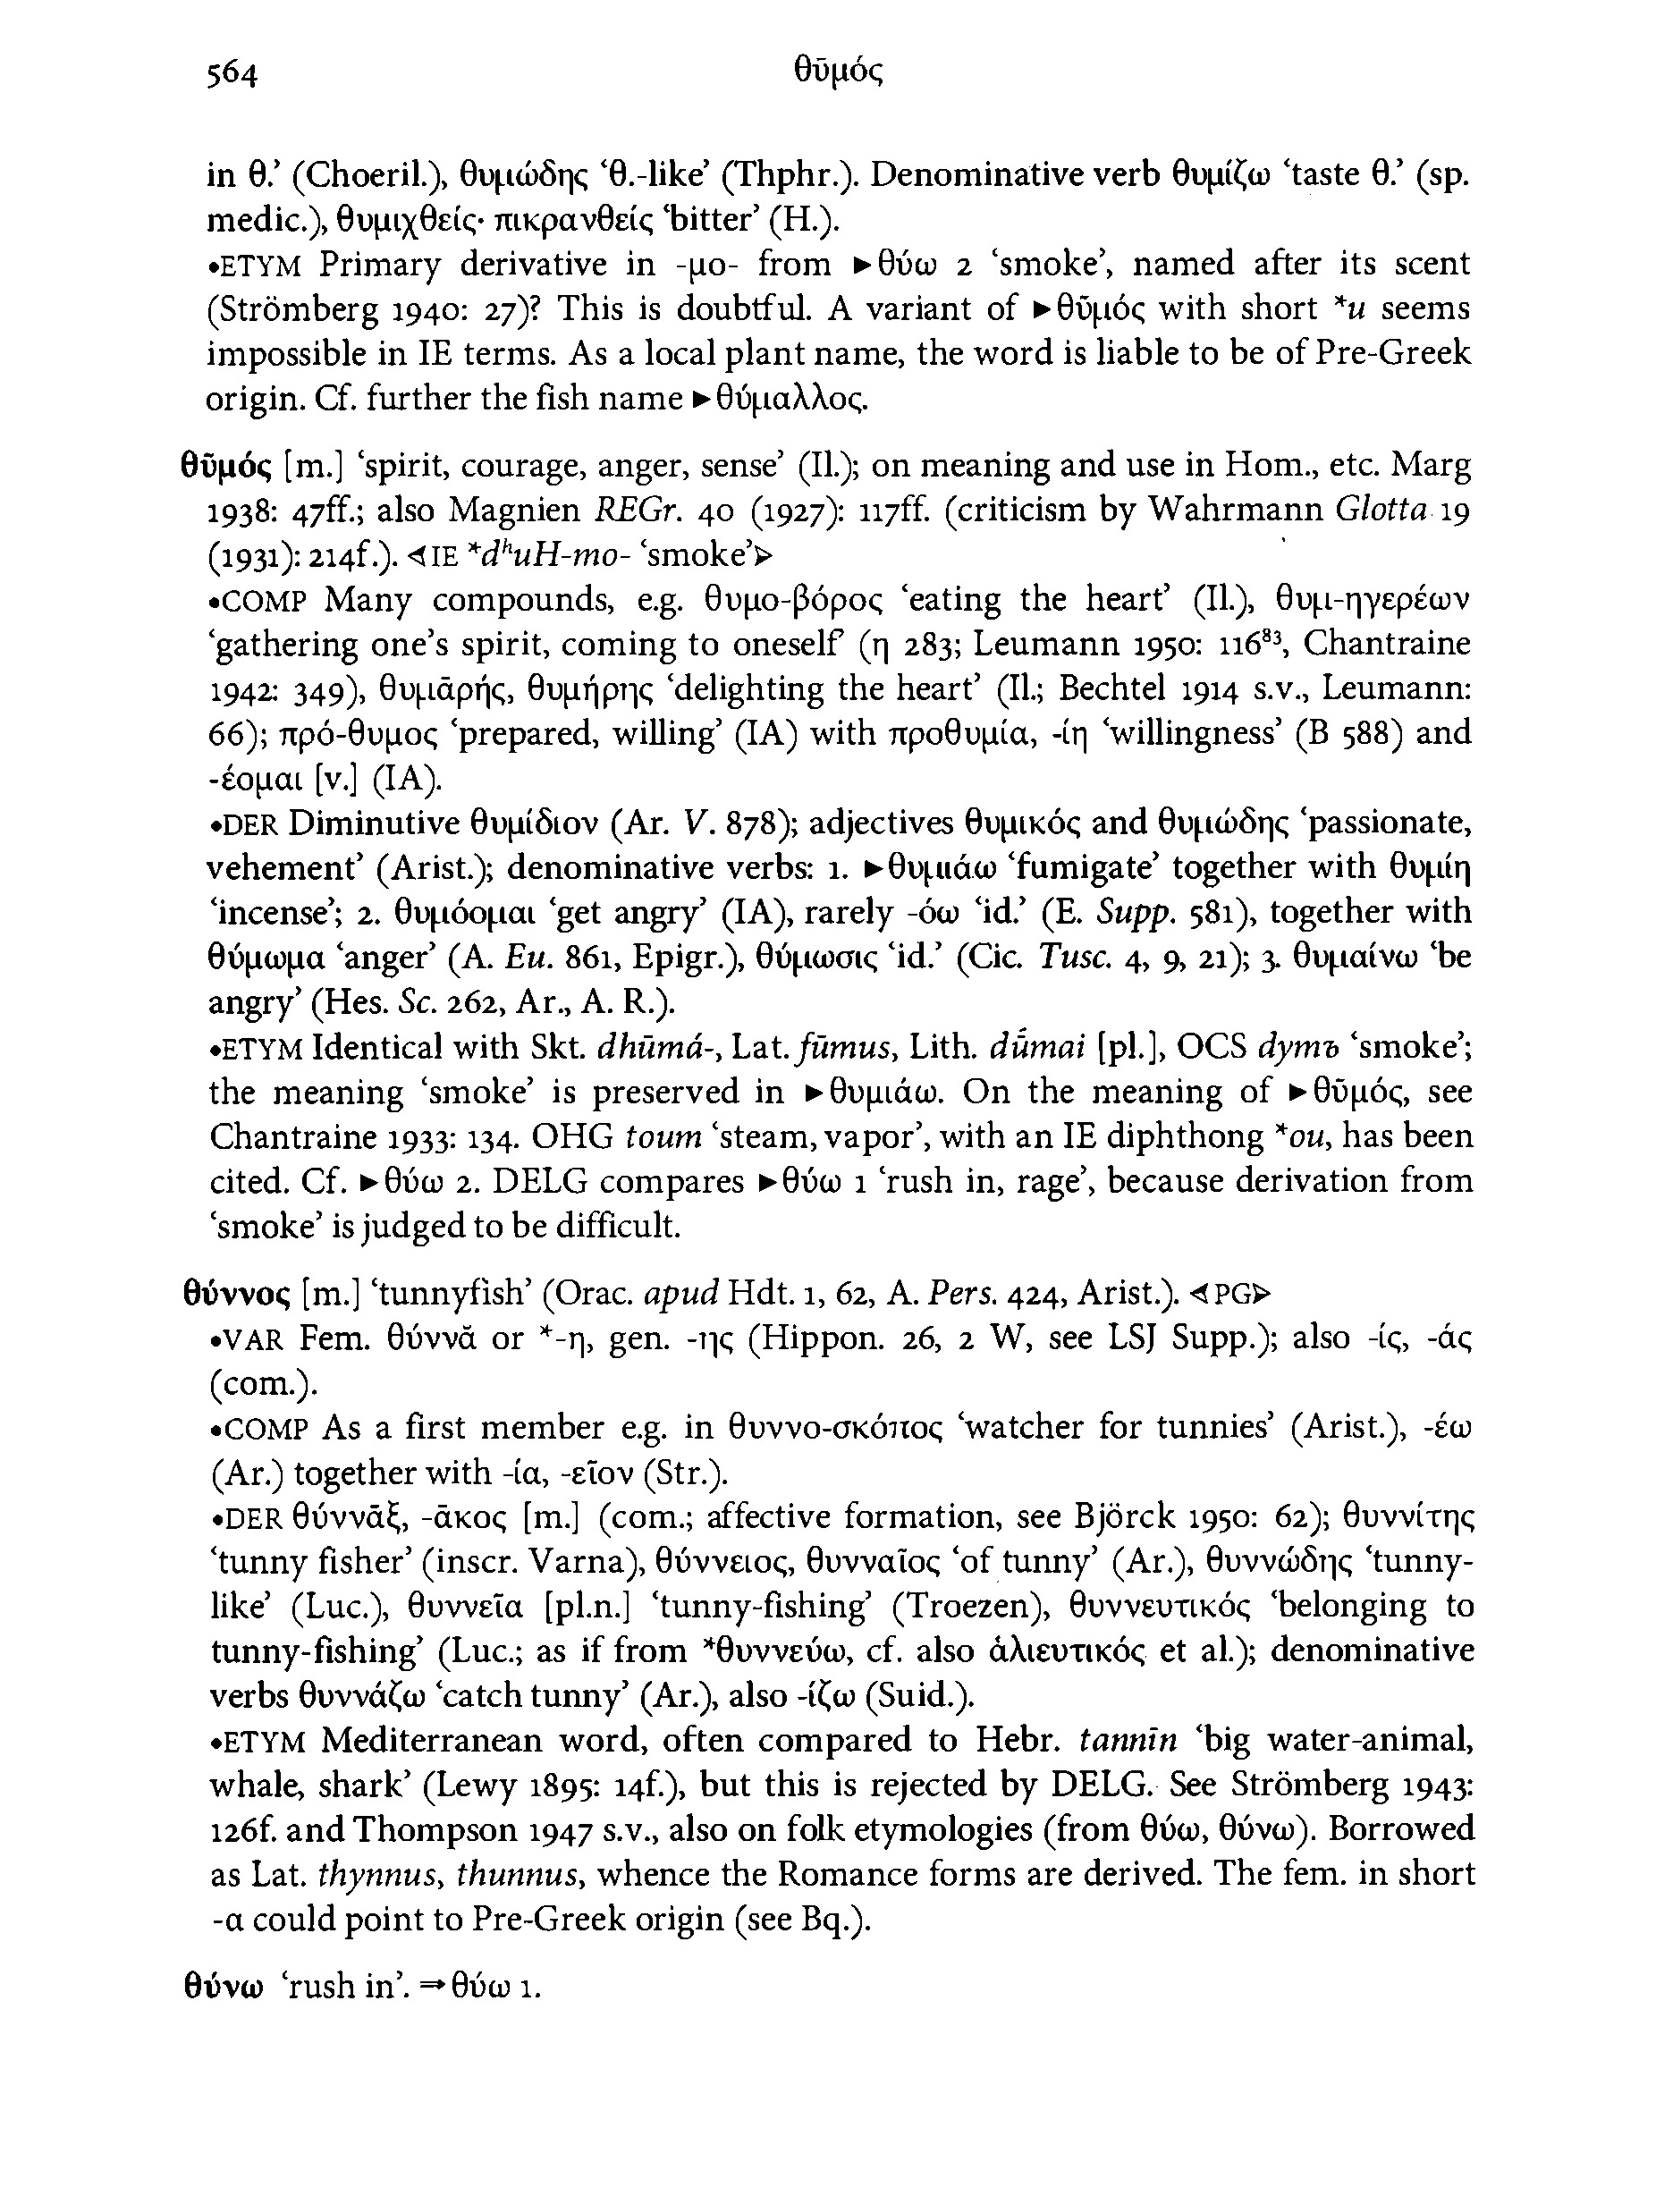 564 θῡμός
in θ.’ (Choeril.), θυμώδης ‘θ.-like’ (Thphr.). Denominative verb θυμίζω ‘taste θ.’ (sp.
medic.), θυμιχθείς· πικρανθείς ‘bitter’ (H.).
•ETYM Primary derivative in -μο- from ►θύω 2 ‘smoke’, named after its scent
(Strömberg 1940: 27)? This is doubtful. A variant of ►θῡμός with short *u seems
impossible in IE terms. As a local plant name, the word is liable to be of Pre-Greek
origin. Cf. further the fish name ►θύμαλλος.
θῡμός [m.] ‘spirit, courage, anger, sense’ (Il.); on meaning and use in Hom., etc. Marg
1938: 47ff.; also Magnien REGr. 40 (1927): 117ff. (criticism by Wahrmann Glotta 19
(1931): 214f.). ⊲IE *dʰuH-mo- ‘smoke’⊳
•COMP Many compounds, e.g. θυμο-βόρος ‘eating the heart’ (Il.), θυμ-ηγερέων
‘gathering one’s spirit, coming to oneself’ (η 283; Leumann 1950: 116⁸³, Chantraine
1942: 349), θυμᾱρής, θυμήρης ‘delighting the heart’ (Il.; Bechtel 1914 s.v., Leumann:
66); πρό-θυμος ‘prepared, willing’ (IA) with προθυμία, -ίη ‘willingness’ (B 588) and
-έομαι [v.] (IA).
•DER Diminutive θυμίδιον (Ar. V. 878); adjectives θυμικός and θυμώδης ‘passionate,
vehement’ (Arist.); denominative verbs: 1. ►θυμιάω ‘fumigate’ together with θυμίη
‘incense’; 2. θυμόομαι ‘get angry’ (IA), rarely -όω ‘id.’ (E. Supp. 581), together with
θύμωμα ‘anger’ (A. Eu. 861, Epigr.), θύμωσις ‘id.’ (Cic. Tusc. 4, 9, 21); 3. θυμαίνω ‘be
angry’ (Hes. Sc. 262, Ar., A. R.).
•ETYM Identical with Skt. dhūmá-, Lat. fūmus, Lith. dū́mai [pl.], OCS dymъ ‘smoke’;
the meaning ‘smoke’ is preserved in ►θυμιάω. On the meaning of ►θῡμός, see
Chantraine 1933: 134. OHG toum ‘steam, vapor’, with an IE diphthong *ou, has been
cited. Cf. ►θύω 2. DELG compares ►θύω 1 ‘rush in, rage’, because derivation from
‘smoke’ is judged to be difficult.
θύννος [m.] ‘tunnyfish’ (Orac. apud Hdt. 1, 62, A. Pers. 424, Arist.). ⊲PG⊳
•VAR Fem. θύννᾰ or *-η, gen. -ης (Hippon. 26, 2 W, see LSJ Supp.); also -ίς, -άς
(com.).
•COMP As a first member e.g. in θυννο-σκόπος ‘watcher for tunnies’ (Arist.), -έω
(Ar.) together with -ία, -εῖον (Str.).
•DER θύννᾱξ, -ᾱκος [m.] (com.; affective formation, see Björck 1950: 62); θυννίτης
‘tunny fisher’ (inscr. Varna), θύννειος, θυνναῖος ‘of tunny’ (Ar.), θυννώδης ‘tunny-
like’ (Luc.), θυννεῖα [pl.n.] ‘tunny-fishing’ (Troezen), θυννευτικός ‘belonging to
tunny-fishing’ (Luc.; as if from *θυννεύω, cf. also ἁλιευτικός et al.); denominative
verbs θυννάζω ‘catch tunny’ (Ar.), also -ίζω (Suid.).
•ETYM Mediterranean word, often compared to Hebr. tannīn ‘big water-animal,
whale, shark’ (Lewy 1895: 14f.), but this is rejected by DELG. See Strömberg 1943:
126f. and Thompson 1947 s.v., also on folk etymologies (from θύω, θύνω). Borrowed
as Lat. thynnus, thunnus, whence the Romance forms are derived. The fem. in short
-α could point to Pre-Greek origin (see Bq.).
θύνω ‘rush in’. ⇒θύω 1.